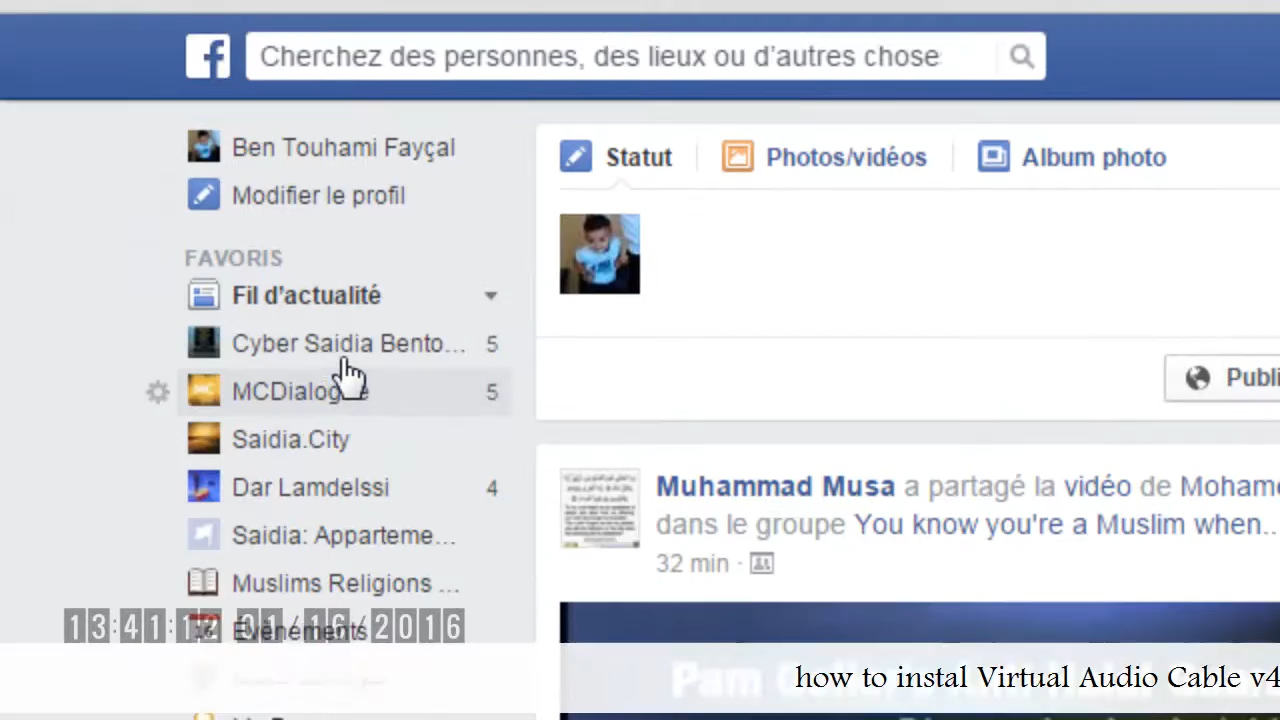 Cherchez des personnes, des lieux ou d'autres chose
Ben Touhami Fayçal
Modifier le profil
FAVORIS
Fil d'actualité
Cyber Saidia Bento... 5
MCDialogue 5
Saidia.City
Dar Lamdelssi 4
Saidia: Apparteme...
Muslims Religions ...
Evénements
13:41:12 01/16/2016
Statut
Photos/vidéos
Album photo
Publi
Muhammad Musa a partagé la vidéo de Mohame
dans le groupe You know you're a Muslim when...
32 min ·
how to instal Virtual Audio Cable v4